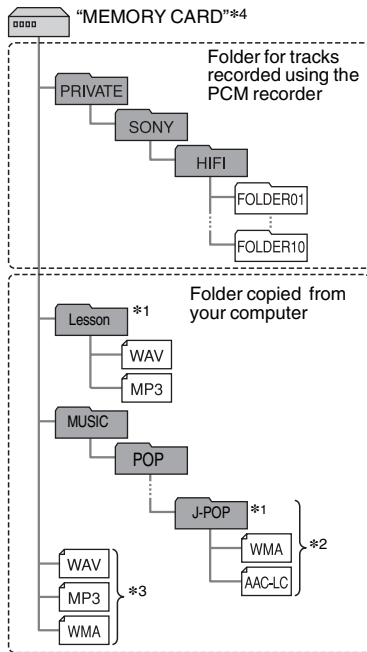 “MEMORY CARD”*4
Folder for tracks
recorded using the
PCM recorder
PRIVATE
SONY
HIFI
FOLDER01
FOLDER10
Folder copied from
your computer
Lesson *1
WAV
MP3
MUSIC
POP
J-POP *1
WMA
*2
AAC-LC
WAV
MP3 *3
WMA